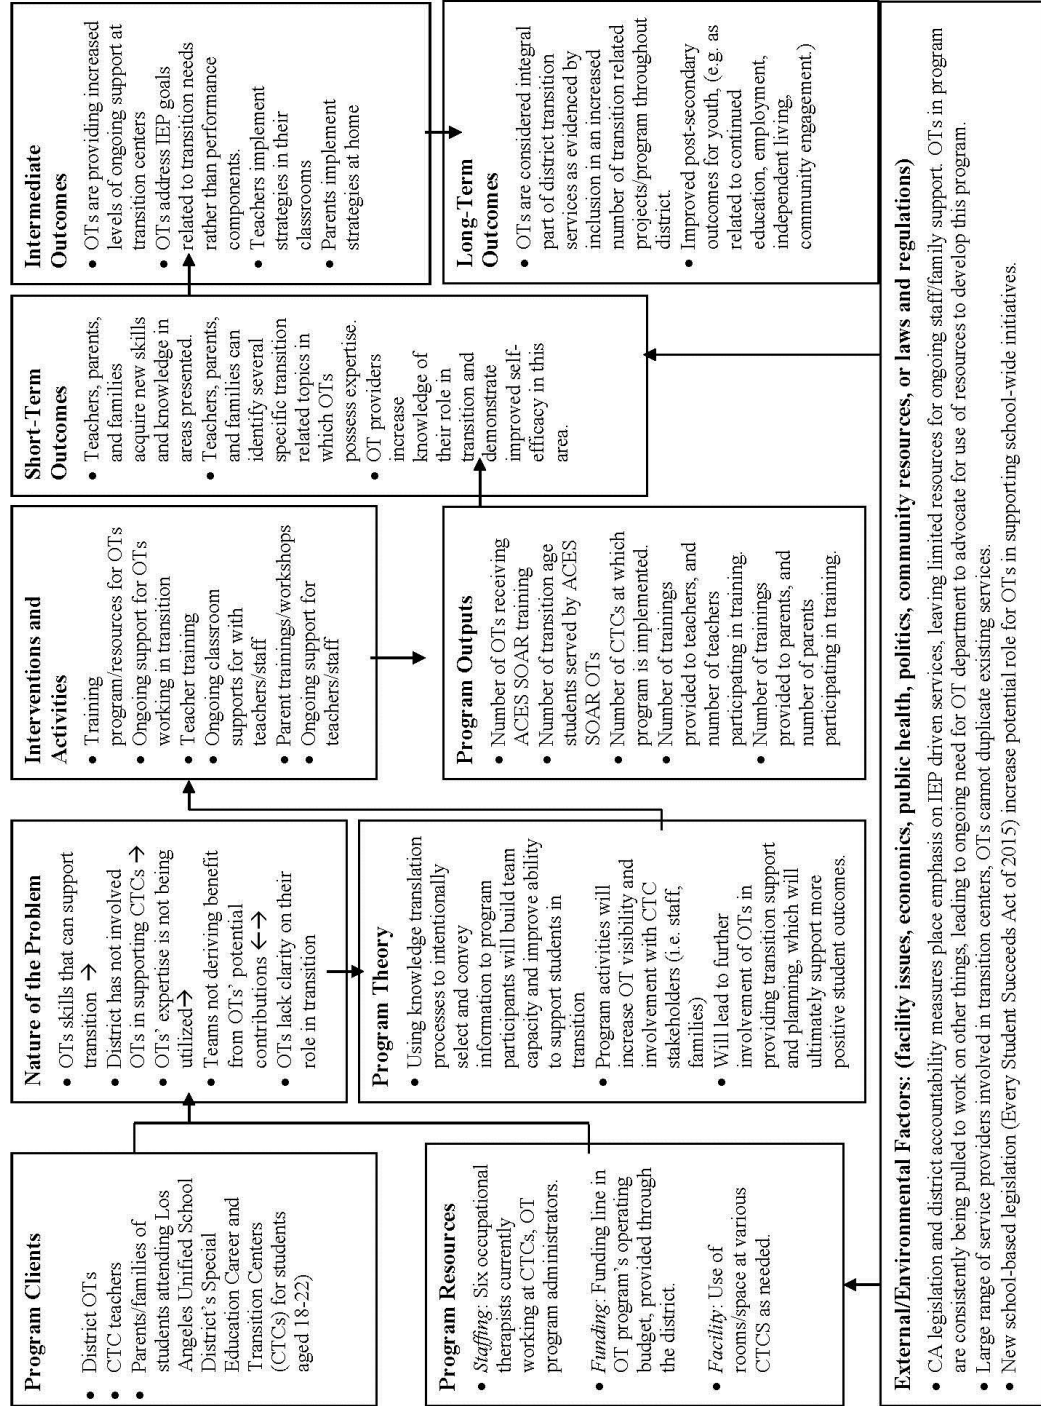 Program Clients
• District OTs
• CTC teachers
• Parents/families of
students attending Los
Angeles Unified School
District's Special
Education Career and
Transition Centers
(CTCs) for students
aged 18-22)
Program Resources
• Staffing: Six occupational
therapists currently
working at CTCs, OT
program administrators.
• Funding: Funding line in
OT program's operating
budget, provided through
the district.
• Facility: Use of
rooms/space at various
CTCS as needed.
Nature of the Problem
• OTs skills that can support
transition →
• District has not involved
OTs in supporting CTCs →
• OTs' expertise is not being
utilized→
• Teams not deriving benefit
from OTs' potential
contributions ←→
• OTs lack clarity on their
role in transition
Program Theory
• Using knowledge translation
processes to intentionally
select and convey
information to program
participants will build team
capacity and improve ability
to support students in
transition
• Program activities will
increase OT visibility and
involvement with CTC
stakeholders (i.e. staff,
families)
• Will lead to further
involvement of OTs in
providing transition support
and planning, which will
ultimately support more
positive student outcomes.
Interventions and
Activities
• Training
program/resources for OTs
• Ongoing support for OTs
working in transition
• Teacher training
• Ongoing classroom
supports for with
teachers/staff
• Parent trainings/workshops
• Ongoing support for
teachers/staff
Program Outputs
• Number of OTs receiving
ACES SOAR training
• Number of transition age
students served by ACES
SOAR OTs
• Number of CTCs at which
program is implemented.
• Number of trainings
provided to teachers, and
number of teachers
participating in training.
• Number of trainings
provided to parents, and
number of parents
participating in training.
Short-Term
Outcomes
• Teachers, parents,
and families
acquire new skills
and knowledge in
areas presented.
• Teachers, parents,
and families can
identify several
specific transition
related topics in
which OTs
possess expertise.
• OT providers
increase
knowledge of
their role in
transition and
demonstrate
improved self-
efficacy in this
area.
Intermediate
Outcomes
• OTs are providing increased
levels of ongoing support at
transition centers
• OTs address IEP goals
related to transition needs
rather than performance
components.
• Teachers implement
strategies in their
classrooms
• Parents implement
strategies at home
Long-Term
Outcomes
• OTs are considered integral
part of district transition
services as evidenced by
inclusion in an increased
number of transition related
projects/program throughout
district.
• Improved post-secondary
outcomes for youth, (e.g. as
related to continued
education, employment,
independent living,
community engagement.)
External/Environmental Factors: (facility issues, economics, public health, politics, community resources, or laws and regulations)
• CA legislation and district accountability measures place emphasis on IEP driven services, leaving limited resources for ongoing staff/family support. OTs in program
are consistently being pulled to work on other things, leading to ongoing need for OT department to advocate for use of resources to develop this program.
• Large range of service providers involved in transition centers, OTs cannot duplicate existing services.
• New school-based legislation (Every Student Succeeds Act of 2015) increase potential role for OTs in supporting school-wide initiatives.